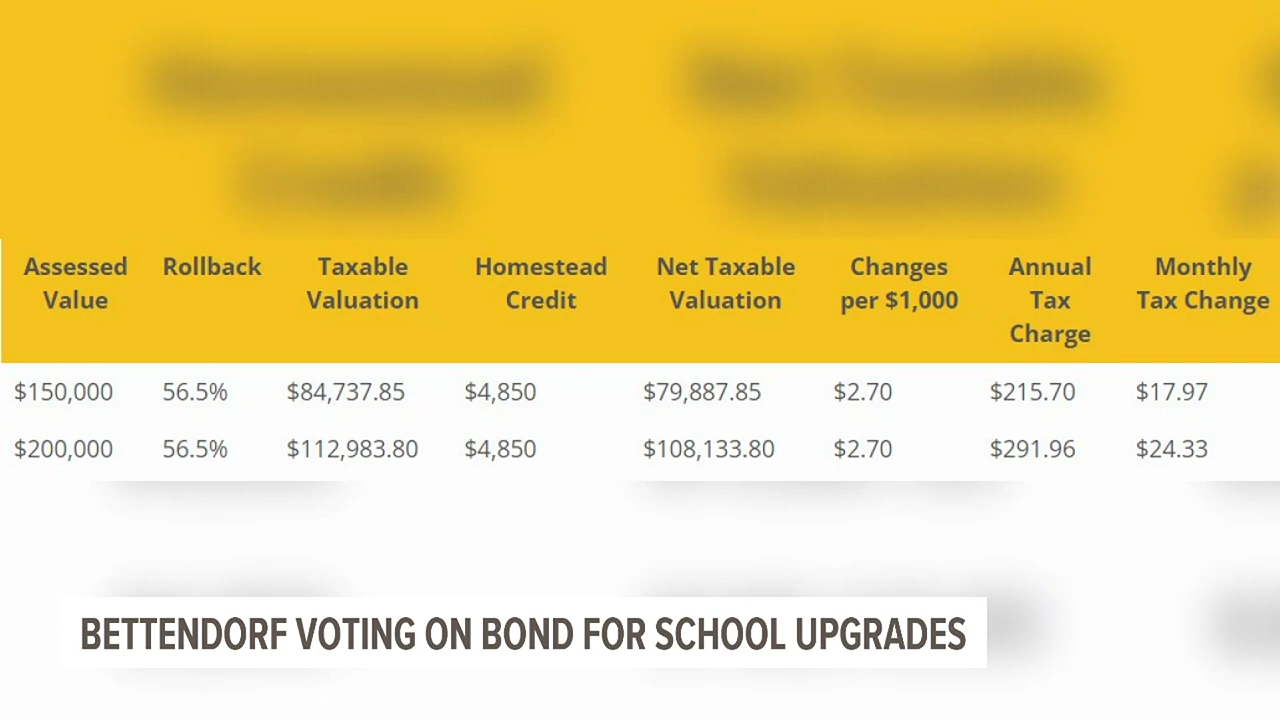 Assessed Value Rollback Taxable Valuation Homestead Credit Net Taxable Valuation Changes per $1,000 Annual Tax Charge Monthly Tax Change
$150,000 56.5% $84,737.85 $4,850 $79,887.85 $2.70 $215.70 $17.97
$200,000 56.5% $112,983.80 $4,850 $108,133.80 $2.70 $291.96 $24.33
BETTENDORF VOTING ON BOND FOR SCHOOL UPGRADES